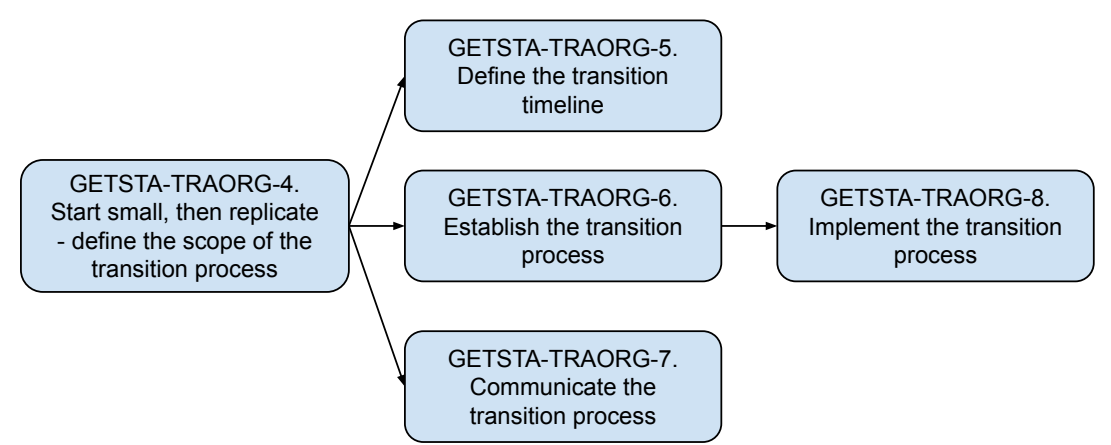 GETSTA-TRAORG-4.
Start small, then replicate
- define the scope of the
transition process
GETSTA-TRAORG-5.
Define the transition
timeline
GETSTA-TRAORG-6.
Establish the transition
process
GETSTA-TRAORG-7.
Communicate the
transition process
GETSTA-TRAORG-8.
Implement the transition
process